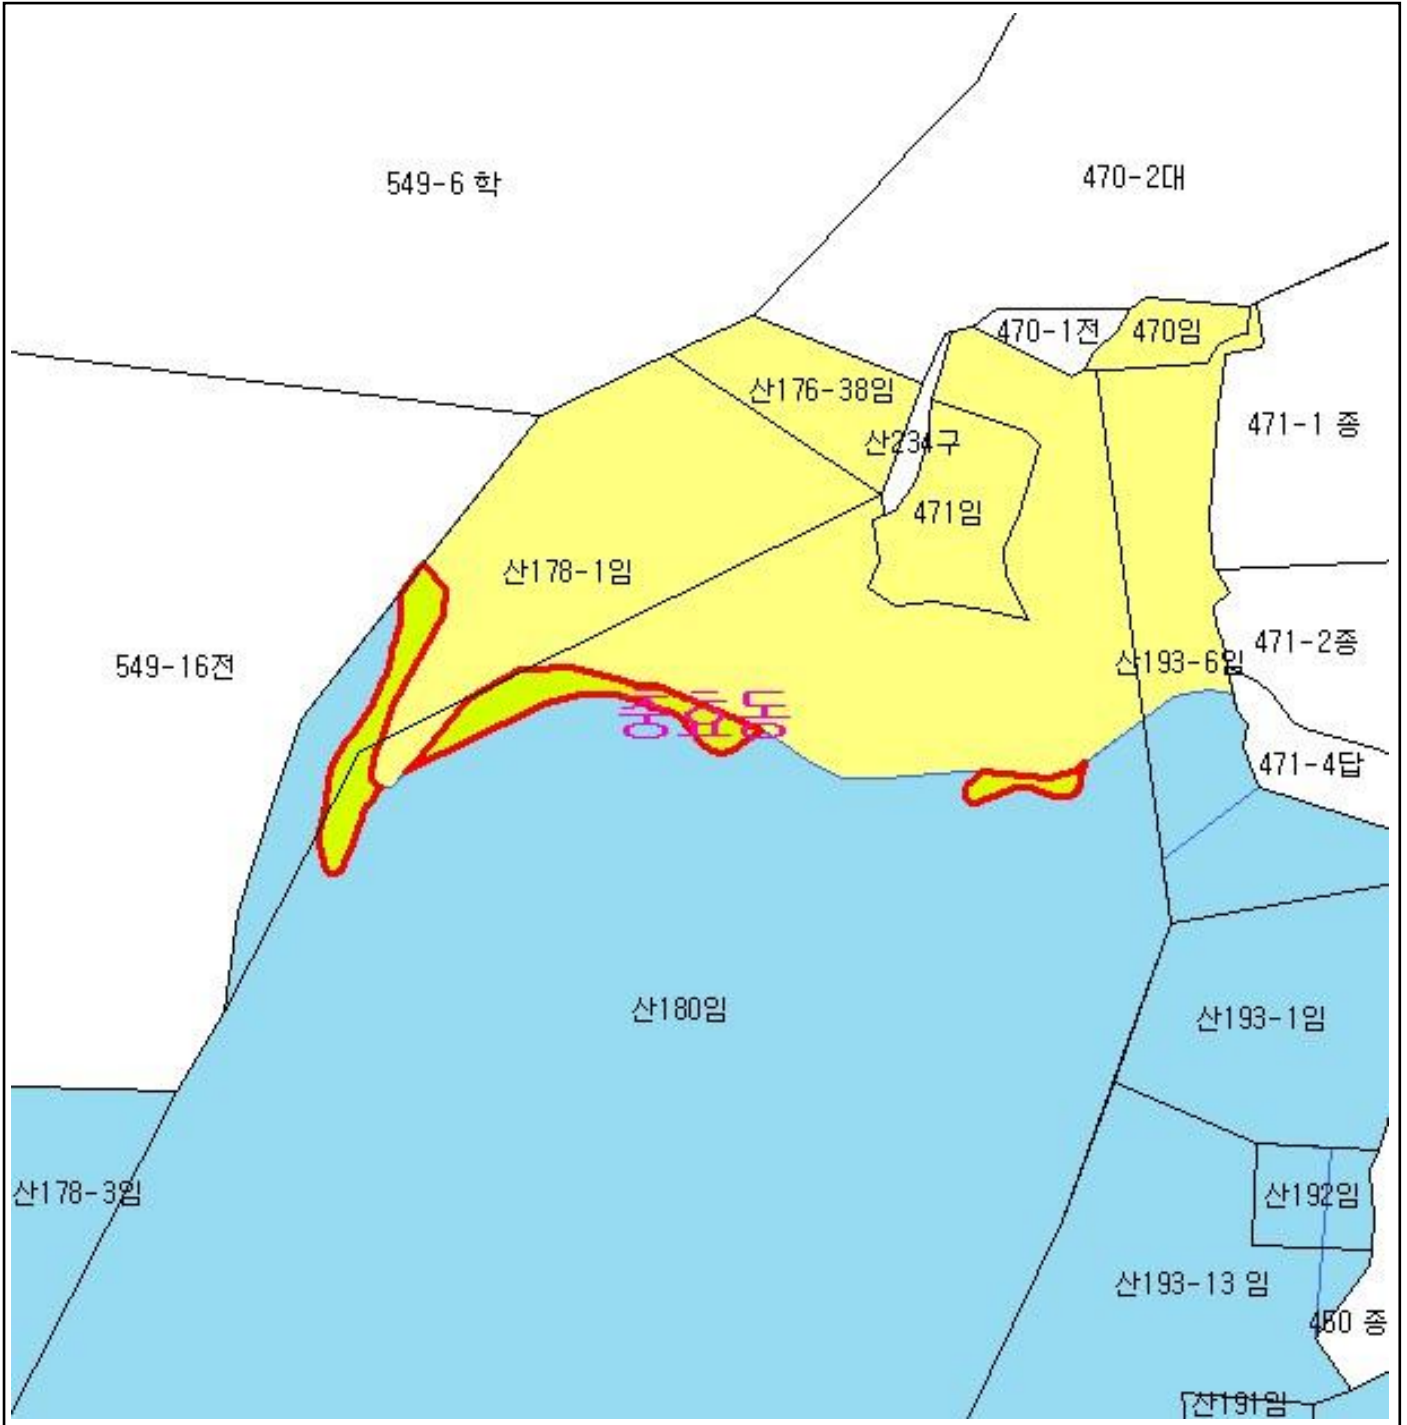 549-6 학
470-2대
470-1전
470임
산176-38임
471-1 종
산234구
471임
산178-1임
471-2종
산193-6임
549-16전
중효동
471-4답
산180임
산193-1임
산178-3임
산192임
산193-13 임
450 종
산191임